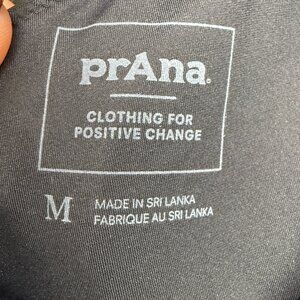 prAna.
CLOTHING FOR
POSITIVE CHANGE
M
MADE IN SRI LANKA
FABRIQUE AU SRI LANKA